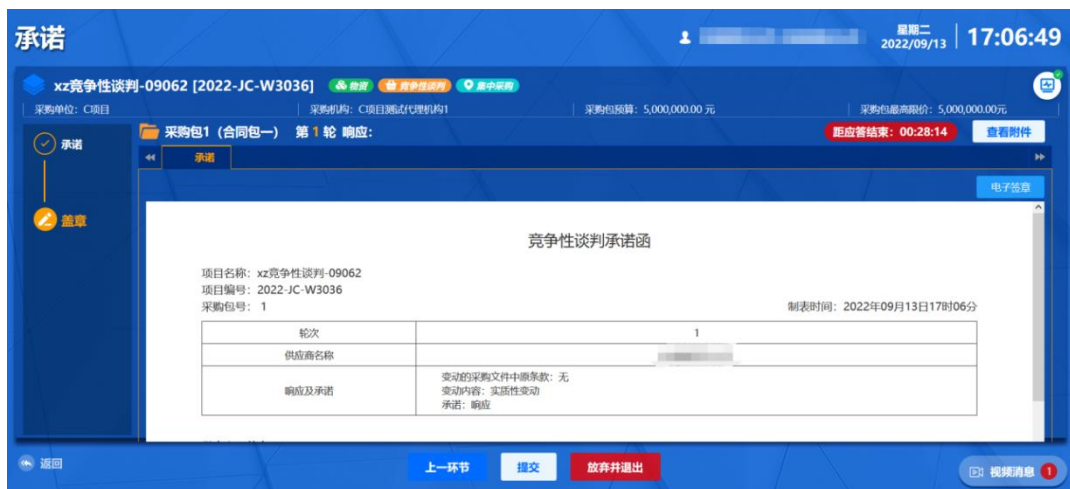 承诺
星期二
2022/09/13
17:06:49
xz竞争性谈判-09062 [2022-JC-W3036] 物资 竞争性谈判 集中采购
采购单位: C项目 采购机构: C项目测试代理机构1 采购包预算: 5,000,000.00 元 采购包最高限价: 5,000,000.00元
承诺
盖章
采购包1 (合同包一) 第 1 轮 响应:
距应答结束: 00:28:14 查看附件
承诺
电子签章
竞争性谈判承诺函
项目名称: xz竞争性谈判-09062
项目编号: 2022-JC-W3036
采购包号: 1
制表时间: 2022年09月13日17时06分
轮次 1
供应商名称
响应及承诺
变动的采购文件中原条款: 无
变动内容: 实质性变动
承诺: 响应
返回 上一环节 提交 放弃并退出 视频消息 1